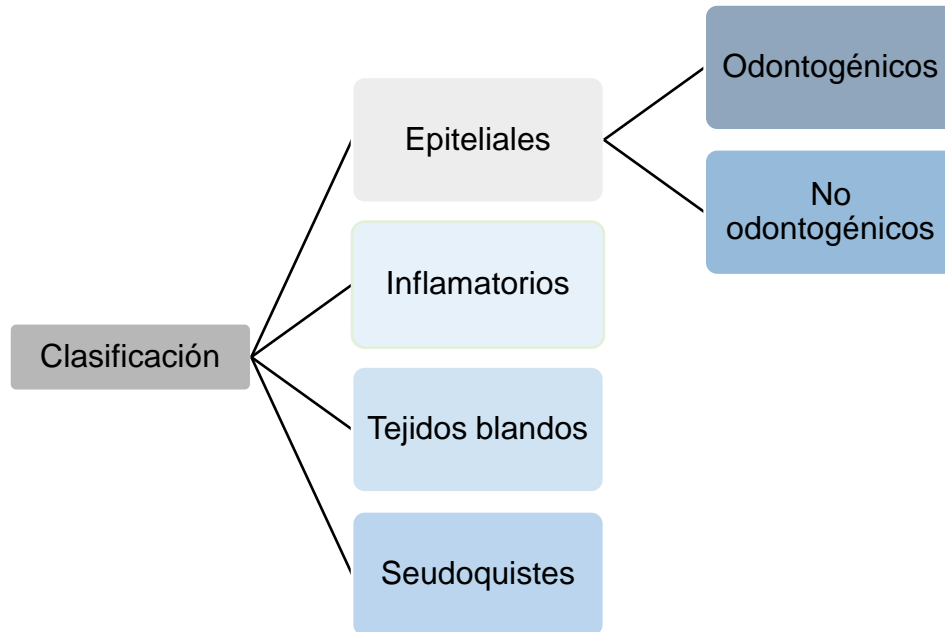 Clasificación
Epiteliales
Odontogénicos
No
odontogénicos
Inflamatorios
Tejidos blandos
Seudoquistes